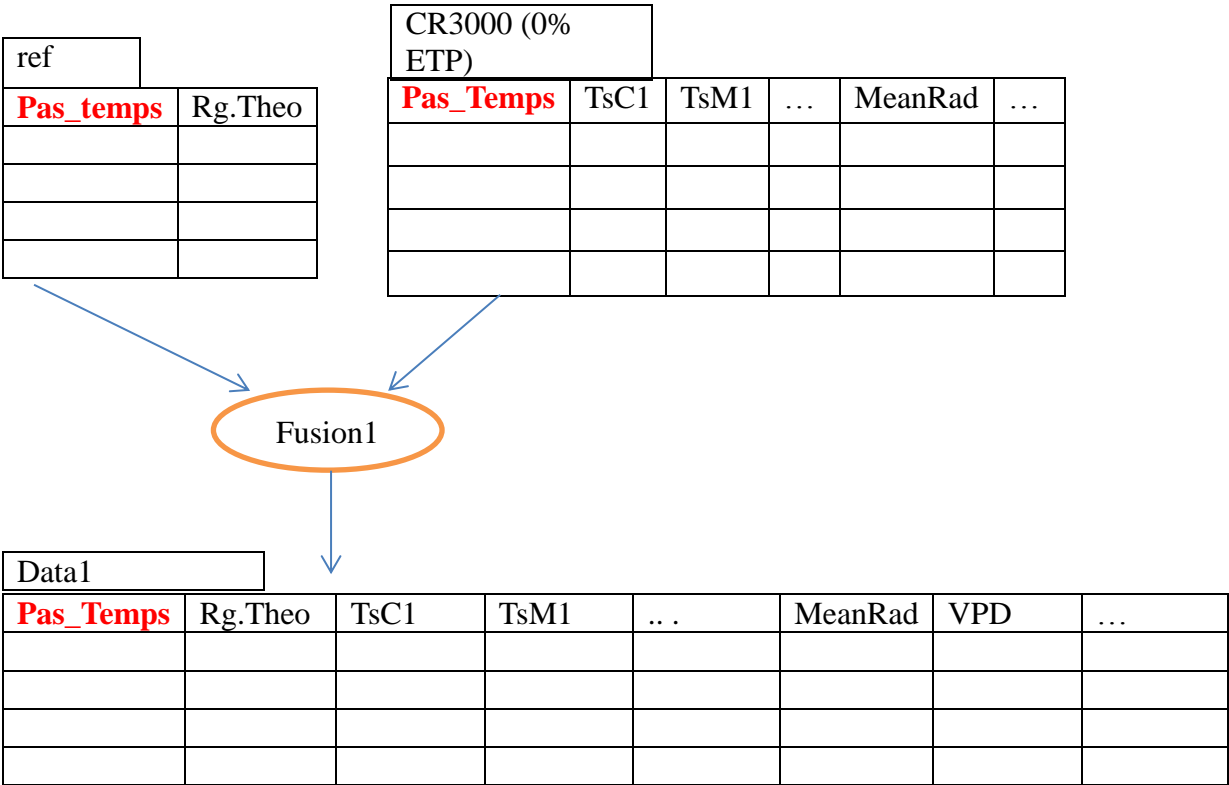 ref
Pas_temps Rg.Theo
CR3000 (0%
ETP)
Pas_Temps TsC1 TsM1 … MeanRad …
Fusion1
Data1
Pas_Temps Rg.Theo TsC1 TsM1 .. . MeanRad VPD …